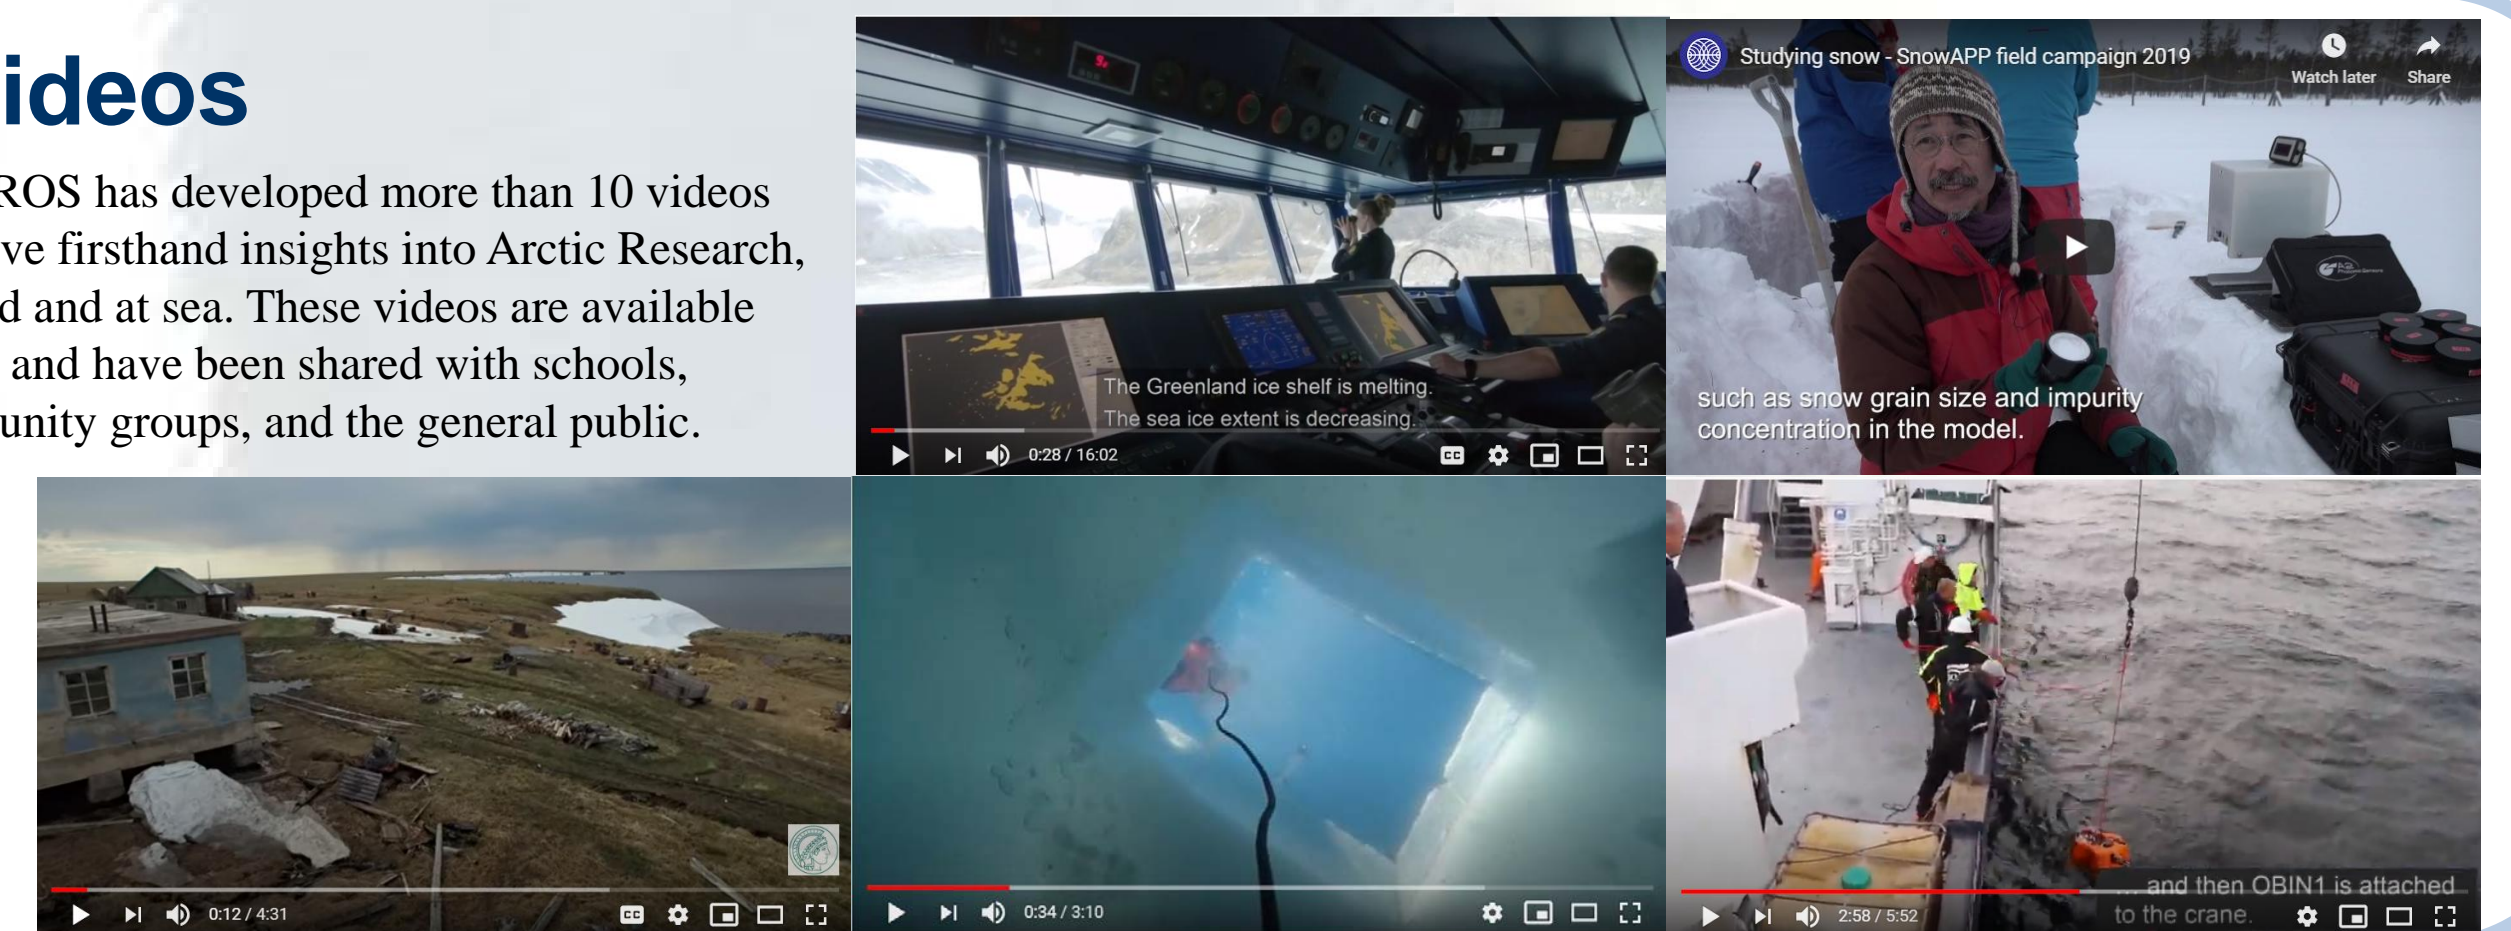 ideos
ROS has developed more than 10 videos
ve firsthand insights into Arctic Research,
d and at sea. These videos are available
and have been shared with schools,
unity groups, and the general public.
The Greenland ice shelf is melting.
The sea ice extent is decreasing.
0:28 / 16:02
CC
Studying snow - SnowAPP field campaign 2019
Watch later
Share
such as snow grain size and impurity
concentration in the model.
0:12 / 4:31
CC
0:34 / 3:10
... and then OBIN1 is attached
to the crane.
2:58 / 5:52